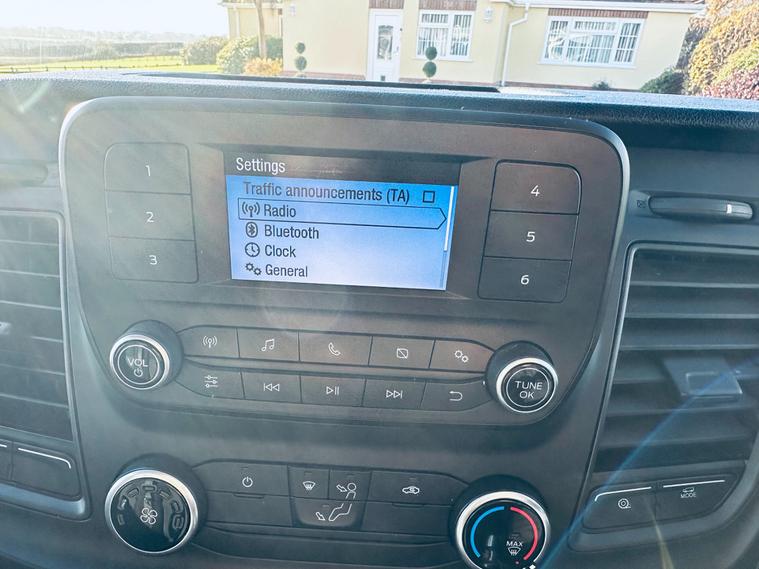 Settings
Traffic announcements (TA)
Radio
Bluetooth
Clock
General
1
2
3
4
5
6
VOL
TUNE
OK
MAX
MODE